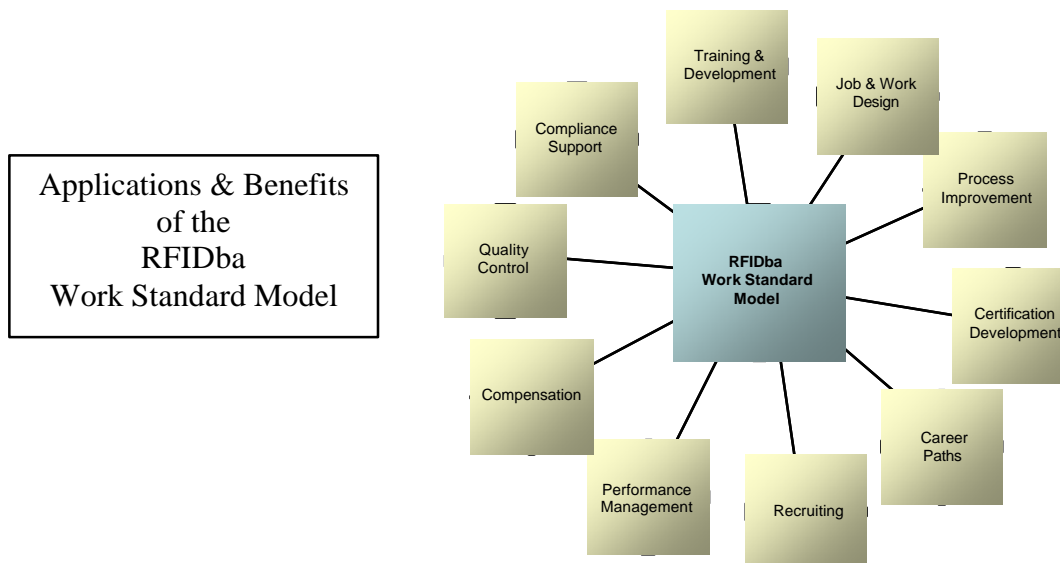 Applications & Benefits
of the
RFIDba
Work Standard Model
Training &
Development
Job & Work
Design
Process
Improvement
Certification
Development
Career
Paths
Recruiting
Performance
Management
Compensation
Quality
Control
Compliance
Support
RFIDba
Work Standard
Model